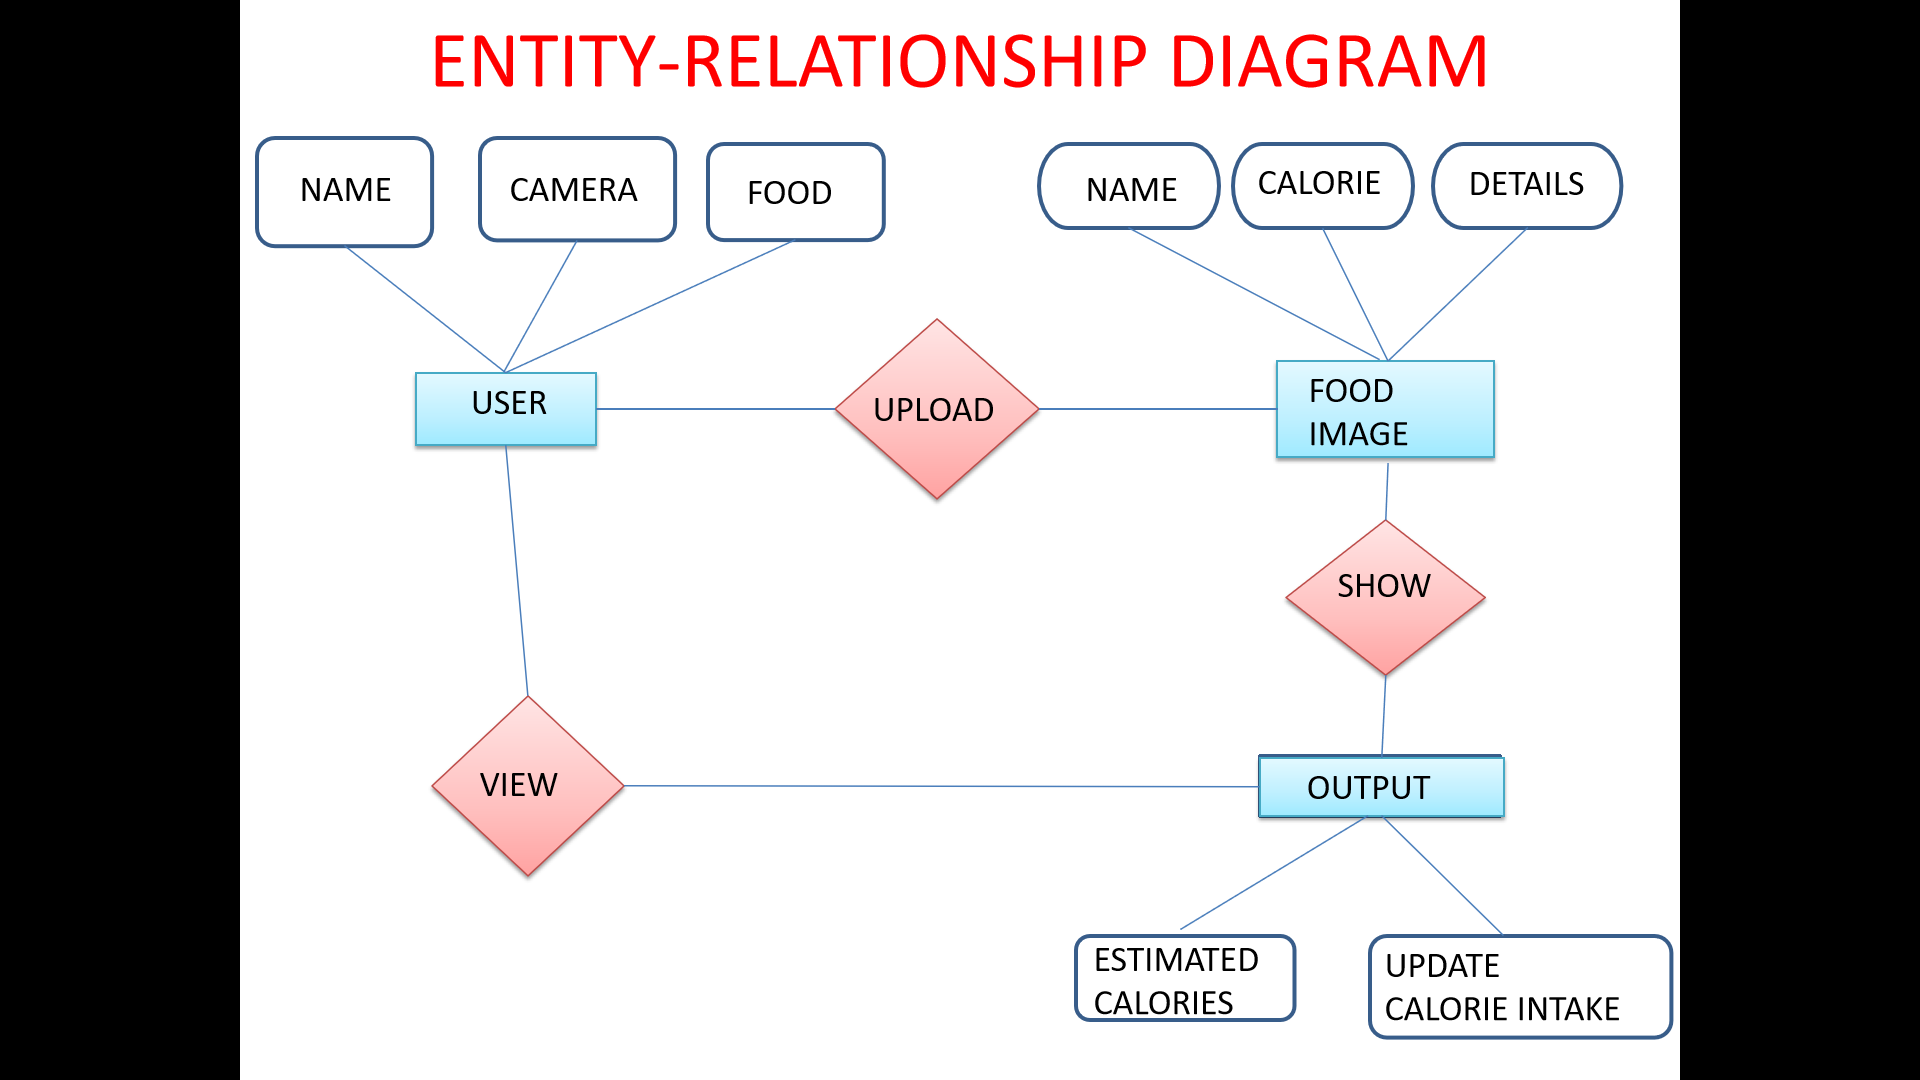 ENTITY-RELATIONSHIP DIAGRAM
NAME
CAMERA
FOOD
NAME
CALORIE
DETAILS
USER
UPLOAD
FOOD
IMAGE
SHOW
VIEW
OUTPUT
ESTIMATED
CALORIES
UPDATE
CALORIE INTAKE